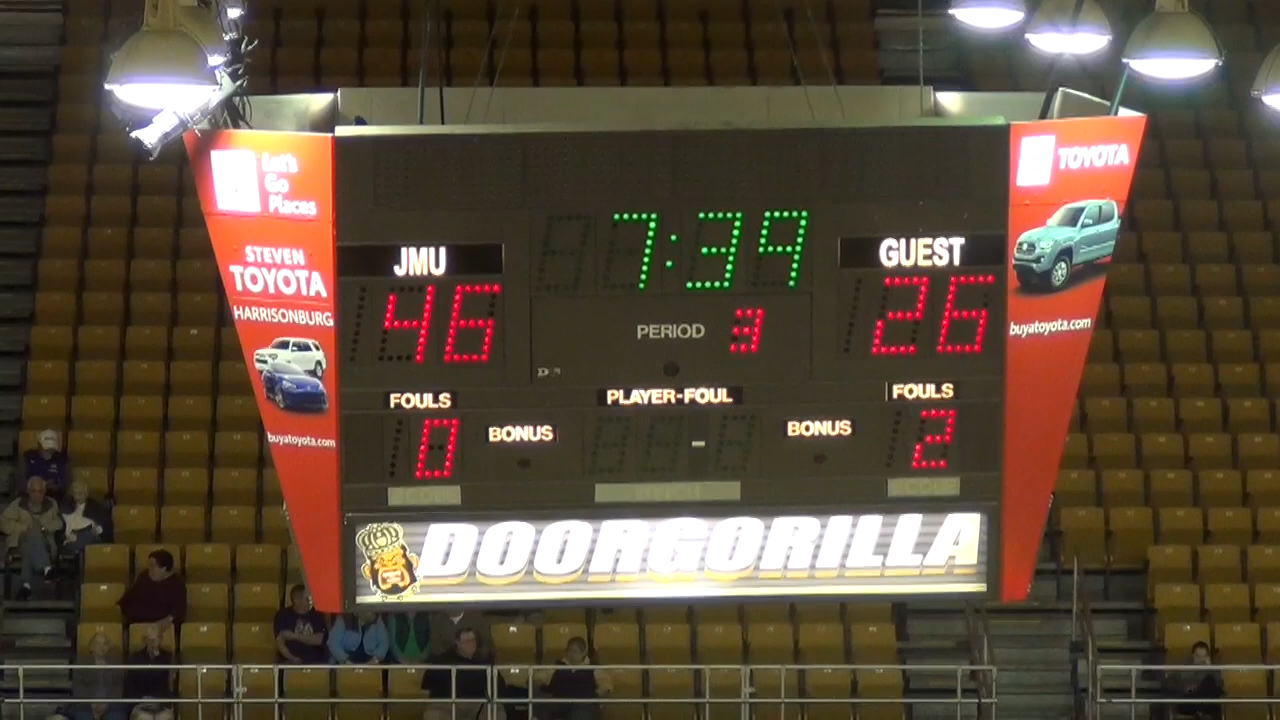 Let's
Go
Places
TOYOTA
STEVEN
TOYOTA
HARRISONBURG
buyatoyota.com
buyatoyota.com
7:39
JMU
GUEST
46
26
PERIOD 3
FOULS
PLAYER-FOUL
FOULS
0
BONUS
BONUS
2
DOORGORILLA